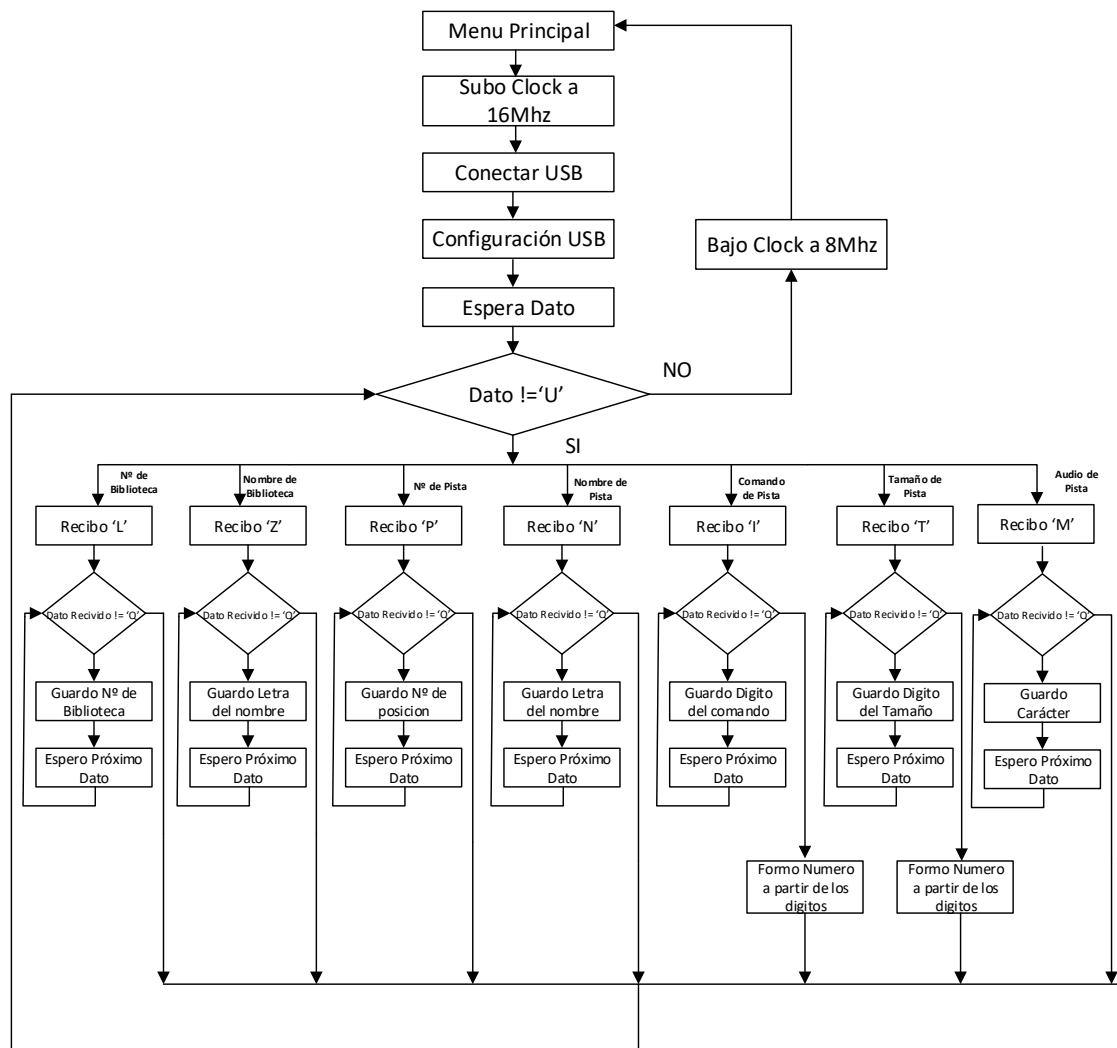 Menu Principal
Subo Clock a
16Mhz
Conectar USB
Configuración USB
Bajo Clock a 8Mhz
Espera Dato
NO
Dato !=‘U’
SI
Nº de
Biblioteca
Nombre de
Biblioteca
Nº de Pista
Nombre de
Pista
Comando
de Pista
Tamaño de
Pista
Audio de
Pista
Recibo ‘L’
Recibo ‘Z’
Recibo ‘P’
Recibo ‘N’
Recibo ‘I’
Recibo ‘T’
Recibo ‘M’
Dato Recivido != ‘Q’
Dato Recivido != ‘Q’
Dato Recivido != ‘Q’
Dato Recivido != ‘Q’
Dato Recivido != ‘Q’
Dato Recivido != ‘Q’
Dato Recivido != ‘Q’
Guardo Nº de
Biblioteca
Guardo Letra
del nombre
Guardo Nº de
posicion
Guardo Letra
del nombre
Guardo Digito
del comando
Guardo Digito
del Tamaño
Guardo
Carácter
Espero Próximo
Dato
Espero Próximo
Dato
Espero Próximo
Dato
Espero Próximo
Dato
Espero Próximo
Dato
Espero Próximo
Dato
Espero Próximo
Dato
Formo Numero
a partir de los
digitos
Formo Numero
a partir de los
digitos